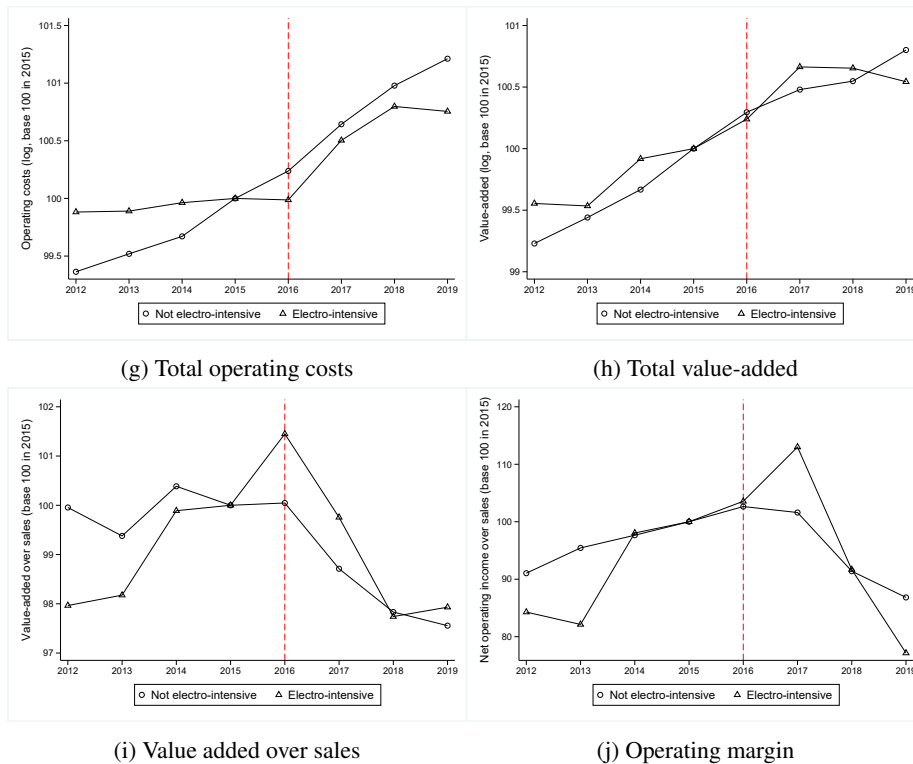 Operating costs (log, base 100 in 2015)
101.5
101
100.5
100
99.5
2012 2013 2014 2015 2016 2017 2018 2019
Not electro-intensive Electro-intensive
(g) Total operating costs
Value-added (log, base 100 in 2015)
101
100.5
100
99.5
99
2012 2013 2014 2015 2016 2017 2018 2019
Not electro-intensive Electro-intensive
(h) Total value-added
Value-added over sales (base 100 in 2015)
102
101
100
99
98
97
2012 2013 2014 2015 2016 2017 2018 2019
Not electro-intensive Electro-intensive
(i) Value added over sales
Net operating income over sales (base 100 in 2015)
120
110
100
90
80
2012 2013 2014 2015 2016 2017 2018 2019
Not electro-intensive Electro-intensive
(j) Operating margin